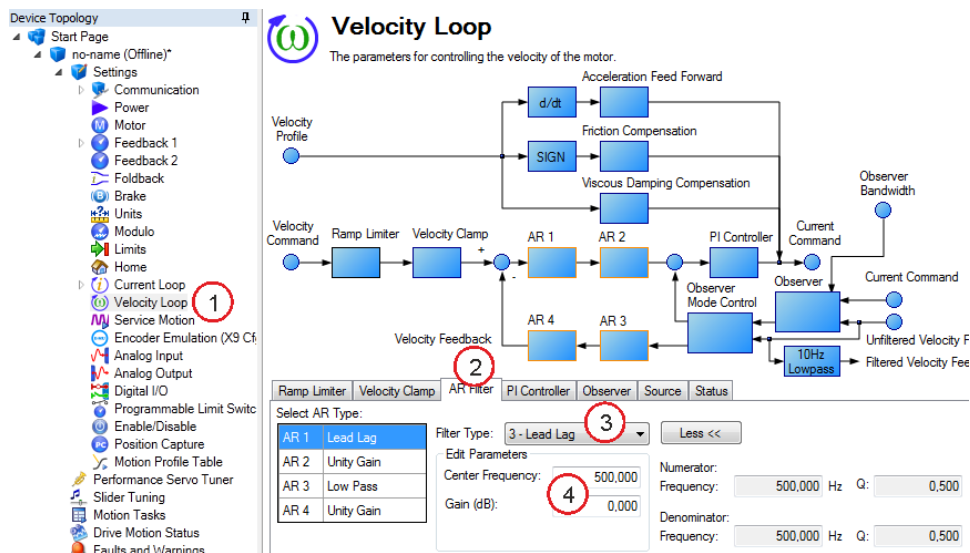 Device Topology
Start Page
no-name (Offline)*
Settings
Communication
Power
Motor
Feedback 1
Feedback 2
Foldback
Brake
Units
Modulo
Limits
Home
Current Loop
Velocity Loop
1
Service Motion
Encoder Emulation (X9 Cf
Analog Input
Analog Output
Digital I/O
Programmable Limit Switc
Enable/Disable
Position Capture
Motion Profile Table
Performance Servo Tuner
Slider Tuning
Motion Tasks
Drive Motion Status
Faults and Warnings
Velocity Loop
The parameters for controlling the velocity of the motor.
Acceleration Feed Forward
d/dt
Velocity
Profile
Friction Compensation
SIGN
Viscous Damping Compensation
Observer
Bandwidth
Velocity
Command
Ramp Limiter
Velocity Clamp
+
-
AR 1
AR 2
PI Controller
Current
Command
Observer
Mode Control
Observer
Current Command
AR 4
AR 3
Velocity Feedback
Unfiltered Velocity F
10Hz
Lowpass
Filtered Velocity Fee
2
Ramp Limiter
Velocity Clamp
AR Filter
PI Controller
Observer
Source
Status
Select AR Type:
AR 1 Lead Lag
AR 2 Unity Gain
AR 3 Low Pass
AR 4 Unity Gain
Filter Type: 3 - Lead Lag
3
Less <<
Edit Parameters
Center Frequency: 500,000
Gain (dB): 0,000
4
Numerator:
Frequency: 500,000 Hz Q: 0,500
Denominator:
Frequency: 500,000 Hz Q: 0,500